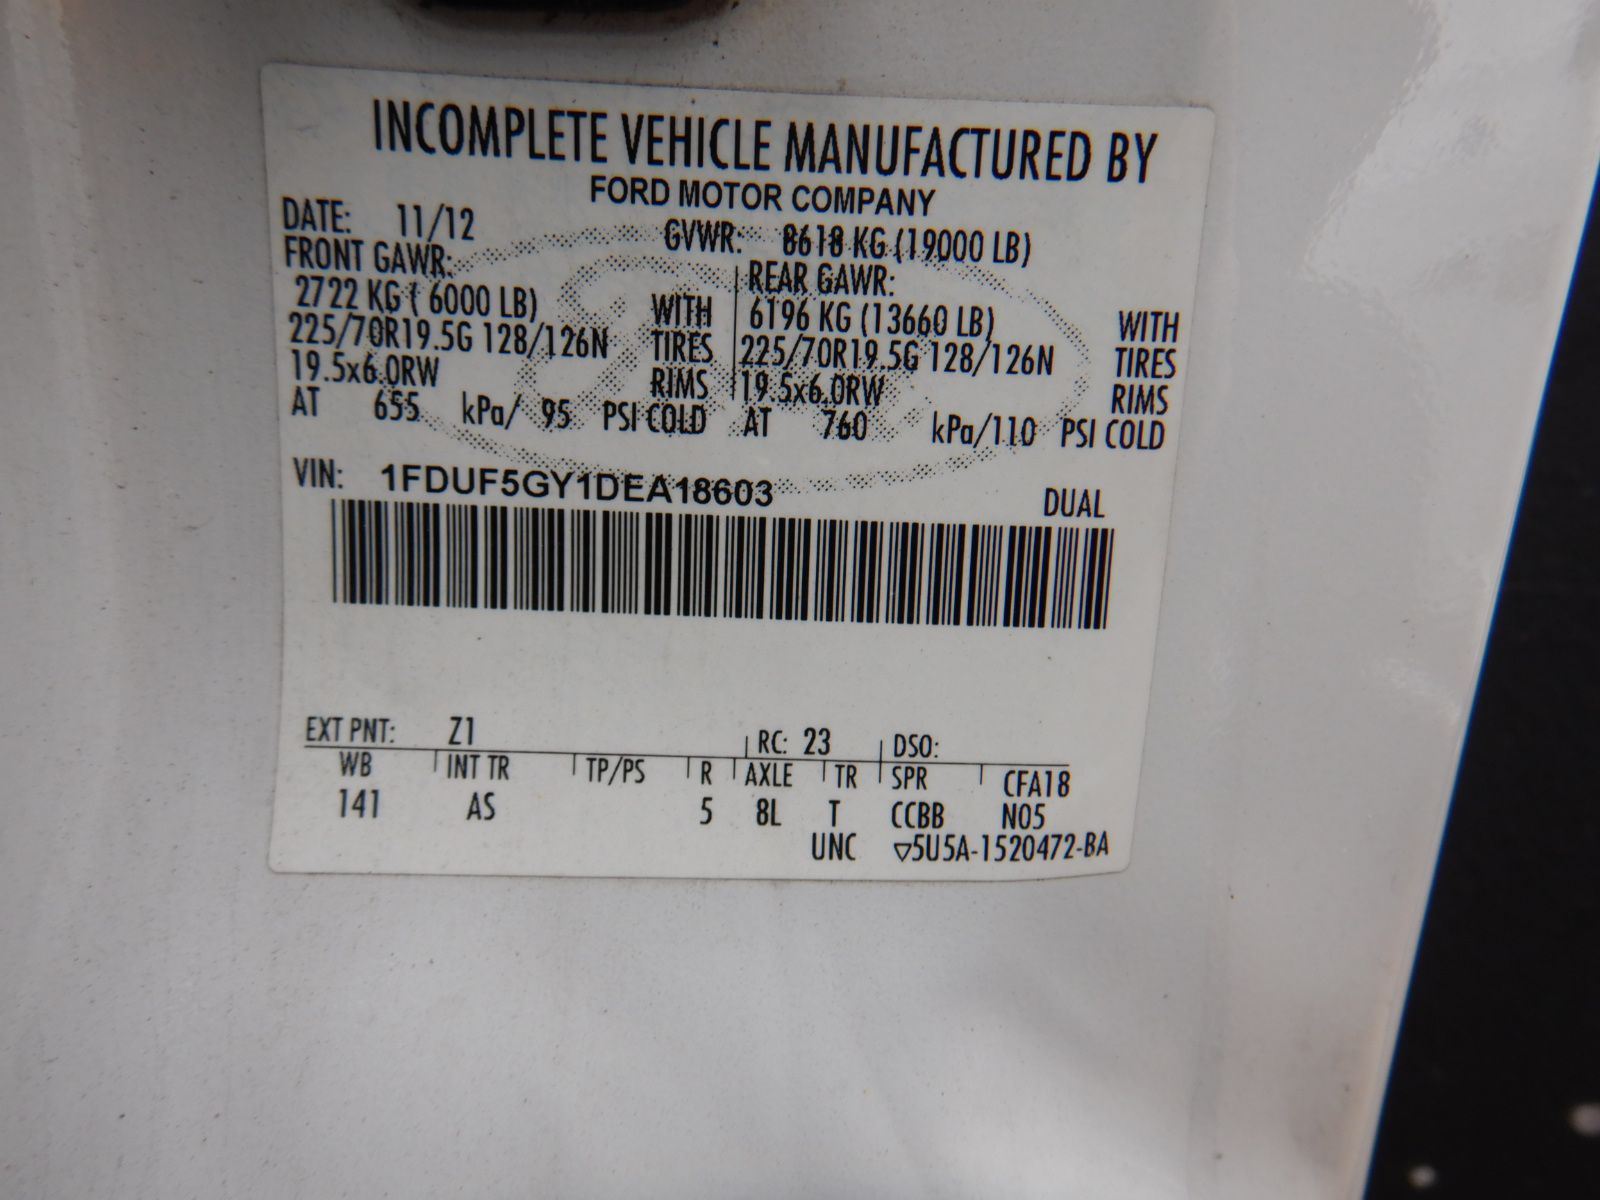 INCOMPLETE VEHICLE MANUFACTURED BY
FORD MOTOR COMPANY
DATE: 11/12 GVWR: 8618 KG (19000 LB)
FRONT GAWR: REAR GAWR:
2722 KG ( 6000 LB) WITH 6196 KG (13660 LB) WITH
225/70R19.5G 128/126N TIRES 225/70R19.5G 128/126N TIRES
19.5x6.0RW RIMS 19.5x6.0RW RIMS
AT 655 kPa/ 95 PSI COLD AT 760 kPa/110 PSI COLD
VIN: 1FDUF5GY1DEA18603 DUAL
EXT PNT: Z1 RC: 23 DSO:
WB INT TR TP/PS R AXLE TR SPR CFA18
141 AS 5 8L T CCBB N05
UNC ▽5U5A-1520472-BA